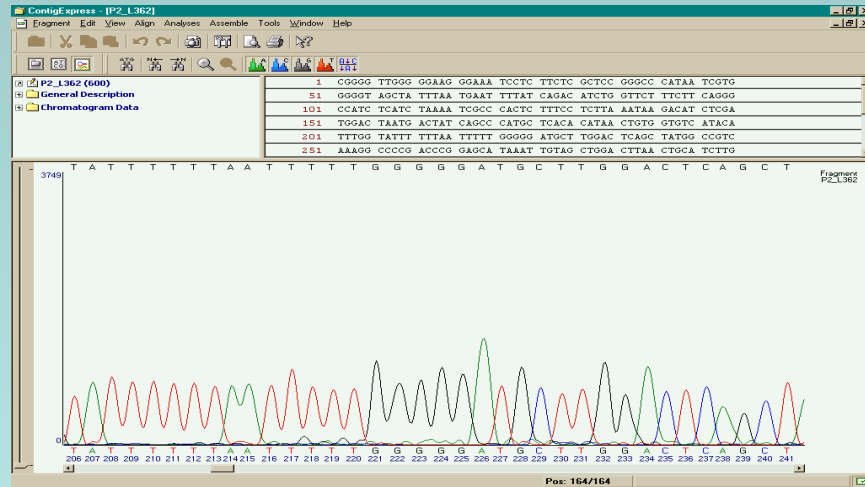 ContigExpress - [P2_L362]
Fragment Edit View Align Analyses Assemble Tools Window Help
P2_L362 (600)
General Description
Chromatogram Data
1 CGGGG TTGGG GGAAG GGAAA TCCTC TTCTC GCTCC GGGCC CATAA TCGTG
51 GGGGT AGCTA TTTAA TGAAT TTTAT CAGAC ATCTG GTTCT TTCTT CAGGG
101 CCATC TCATC TAAAA TCGCC CACTC TTTCC TCTTA AATAA GACAT CTCGA
151 TGGAC TAATG ACTAT CAGCC CATGC TCACA CATAA CTGTG GTGTC ATACA
201 TTTGG TATTT TTTAA TTTTT GGGGG ATGCT TGGAC TCAGC TATGG CCGTC
251 AAAGG CCCCG ACCCG GAGCA TAAAT TGTAG CTGGA CTTAA CTGCA TCTTG
T A T T T T T T A A T T T T T G G G G G A T G C T T G G A C T C A G C T
Fragment
P2_L362
3749
0
T A T T T T T T A A T T T T T G G G G G A T G C T T G G A C T C A G C T
206 207 208 209 210 211 212 213 214 215 216 217 218 219 220 221 222 223 224 225 226 227 228 229 230 231 232 233 234 235 236 237 238 239 240 241
Pos: 164/164